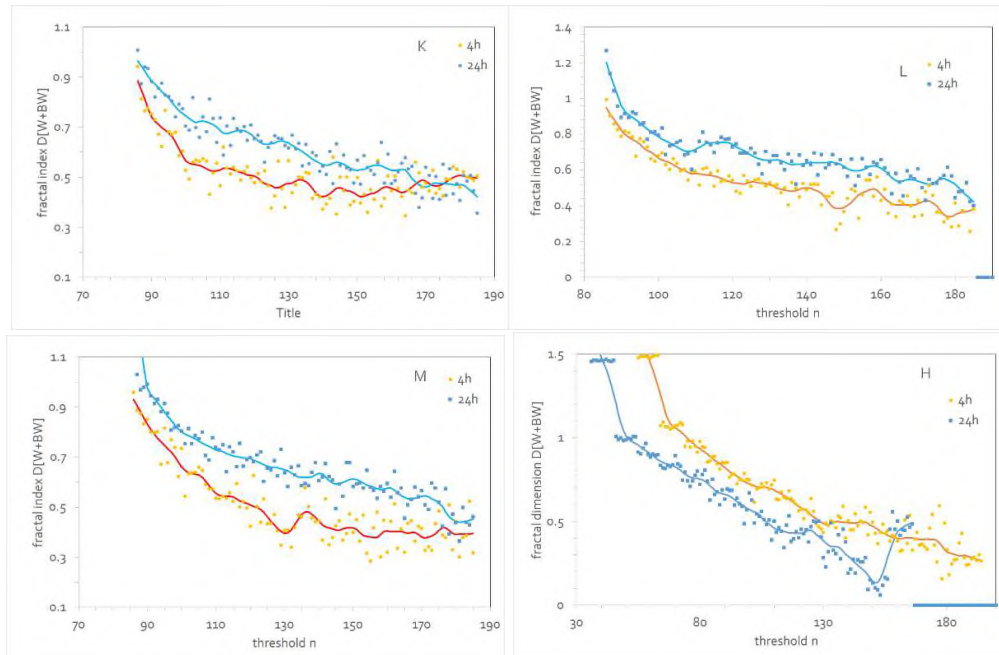 1.1
0.9
0.7
0.5
0.3
0.1
fractal index D[W+BW]
70 90 110 130 150 170 190
Title
K
4h
24h
1.4
1.2
1
0.8
0.6
0.4
0.2
0
fractal index D[W+BW]
80 100 120 140 160 180
threshold n
L
4h
24h
1.1
0.9
0.7
0.5
0.3
0.1
fractal index D[W+BW]
70 90 110 130 150 170 190
threshold n
M
4h
24h
1.5
1
0.5
0
fractal dimension D[W+BW]
30 80 130 180
threshold n
H
4h
24h